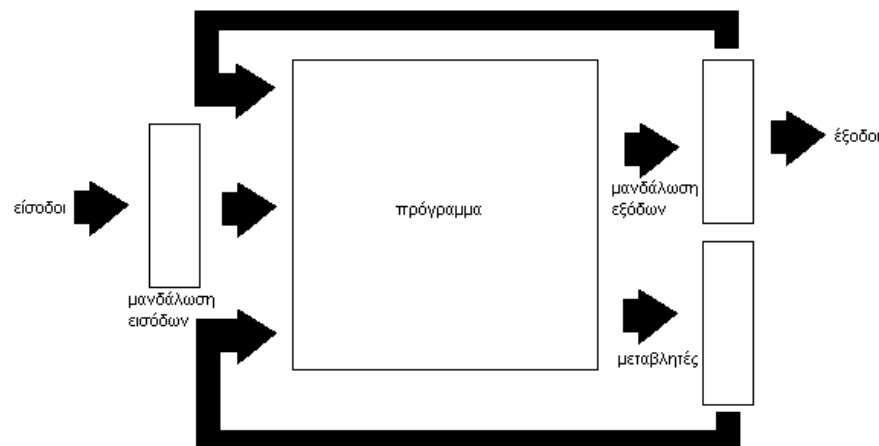 είσοδοι
μανδάλωση
εισόδων
πρόγραμμα
μανδάλωση
εξόδων
μεταβλητές
έξοδοι